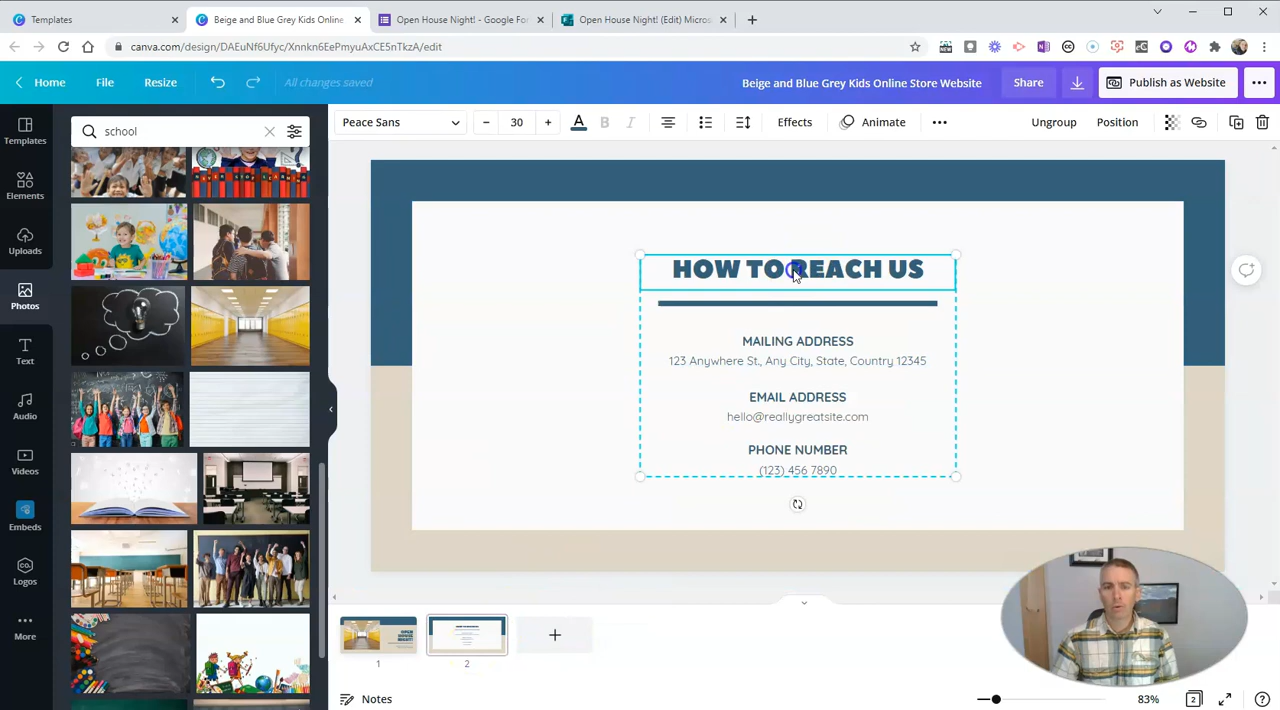 Templates
Beige and Blue Grey Kids Online
Open House Night! - Google For
Open House Night! (Edit) Micros
canva.com/design/DAEuNf6Ufyc/Xnnkn6EePmyuAxCE5nTkzA/edit
Home
File
Resize
All changes saved
Beige and Blue Grey Kids Online Store Website
Share
Publish as Website
Templates
school
Peace Sans
30
A
B
I
Effects
Animate
Ungroup
Position
Elements
Uploads
Photos
Text
Audio
Videos
Embeds
Logos
More
HOW TO REACH US
MAILING ADDRESS
123 Anywhere St., Any City, State, Country 12345
EMAIL ADDRESS
hello@reallygreatsite.com
PHONE NUMBER
(123) 456 7890
1
2
Notes
83%
2